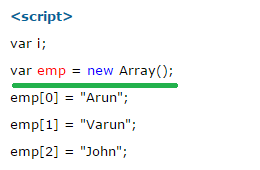 <script>
var i;
var emp = new Array();
emp[0] = "Arun";
emp[1] = "Varun";
emp[2] = "John";